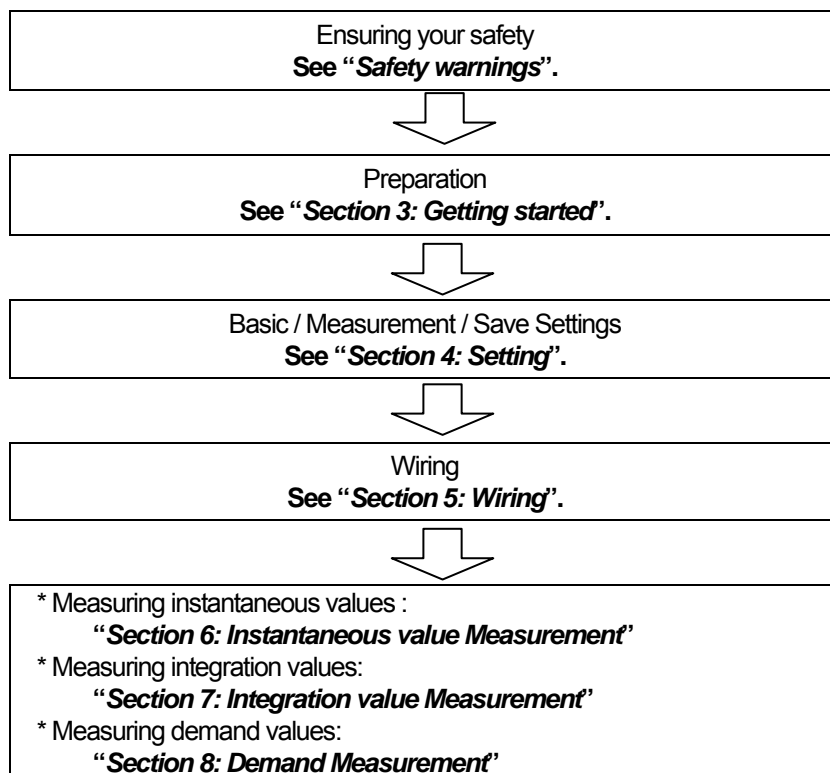 Ensuring your safety
See “Safety warnings”.
Preparation
See “Section 3: Getting started”.
Basic / Measurement / Save Settings
See “Section 4: Setting”.
Wiring
See “Section 5: Wiring”.
* Measuring instantaneous values :
“Section 6: Instantaneous value Measurement”
* Measuring integration values:
“Section 7: Integration value Measurement”
* Measuring demand values:
“Section 8: Demand Measurement”